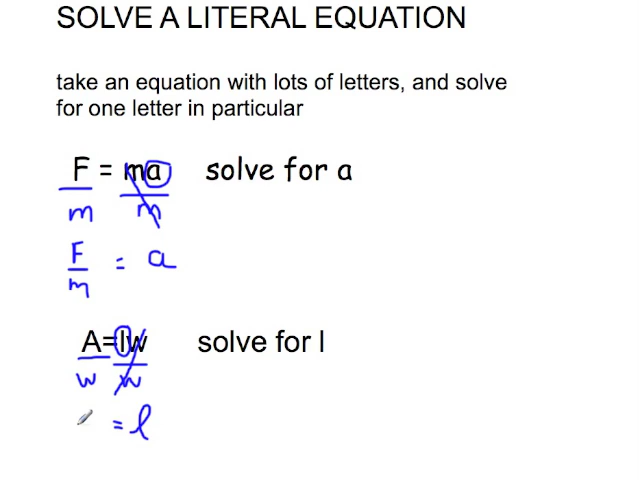 SOLVE A LITERAL EQUATION
take an equation with lots of letters, and solve
for one letter in particular
F = ma solve for a
m m
F/m = a
A=lw solve for l
w w
= l